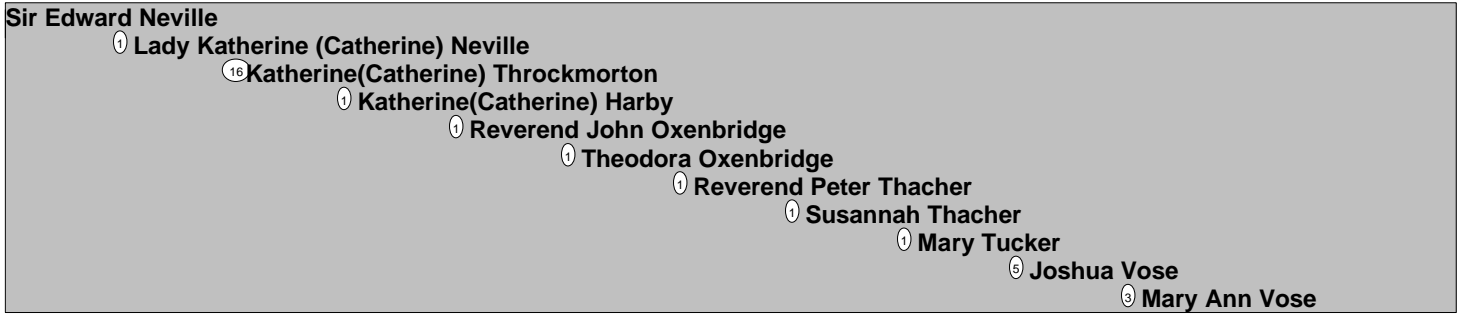 Sir Edward Neville
1 Lady Katherine (Catherine) Neville
16 Katherine(Catherine) Throckmorton
1 Katherine(Catherine) Harby
1 Reverend John Oxenbridge
1 Theodora Oxenbridge
1 Reverend Peter Thacher
1 Susannah Thacher
1 Mary Tucker
5 Joshua Vose
3 Mary Ann Vose